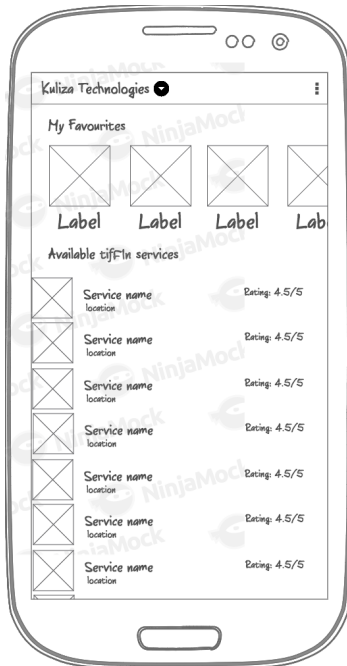 Kuliza Technologies
My Favourites
Label Label Label Lab
Available tiffin services
Service name Rating: 4.5/5
location
Service name Rating: 4.5/5
location
Service name Rating: 4.5/5
location
Service name Rating: 4.5/5
location
Service name Rating: 4.5/5
location
Service name Rating: 4.5/5
location
Service name Rating: 4.5/5
location
NinjaMock